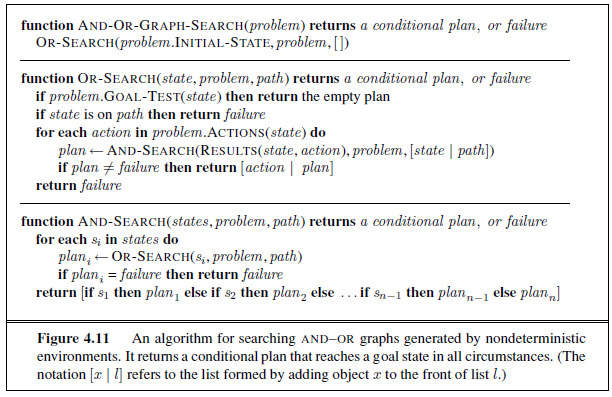 function AND-OR-GRAPH-SEARCH(problem) returns a conditional plan, or failure
OR-SEARCH(problem.INITIAL-STATE, problem, [ ])
function OR-SEARCH(state, problem, path) returns a conditional plan, or failure
if problem.GOAL-TEST(state) then return the empty plan
if state is on path then return failure
for each action in problem.ACTIONS(state) do
plan ← AND-SEARCH(RESULTS(state, action), problem, [state | path])
if plan ≠ failure then return [action | plan]
return failure
function AND-SEARCH(states, problem, path) returns a conditional plan, or failure
for each sᵢ in states do
planᵢ ← OR-SEARCH(sᵢ, problem, path)
if planᵢ = failure then return failure
return [if s₁ then plan₁ else if s₂ then plan₂ else . . . if sₙ₋₁ then planₙ₋₁ else planₙ]
Figure 4.11 An algorithm for searching AND–OR graphs generated by nondeterministic
environments. It returns a conditional plan that reaches a goal state in all circumstances. (The
notation [x | l] refers to the list formed by adding object x to the front of list l.)